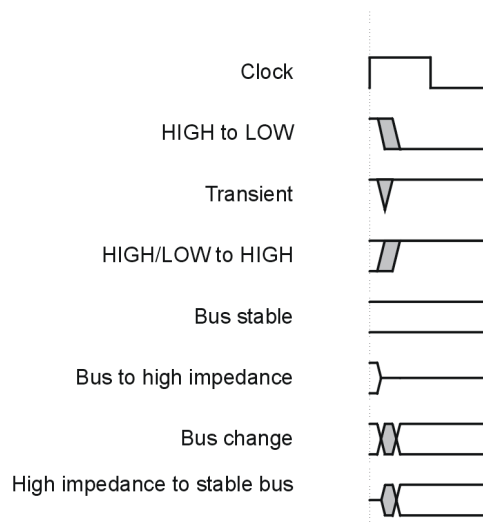 Clock
HIGH to LOW
Transient
HIGH/LOW to HIGH
Bus stable
Bus to high impedance
Bus change
High impedance to stable bus